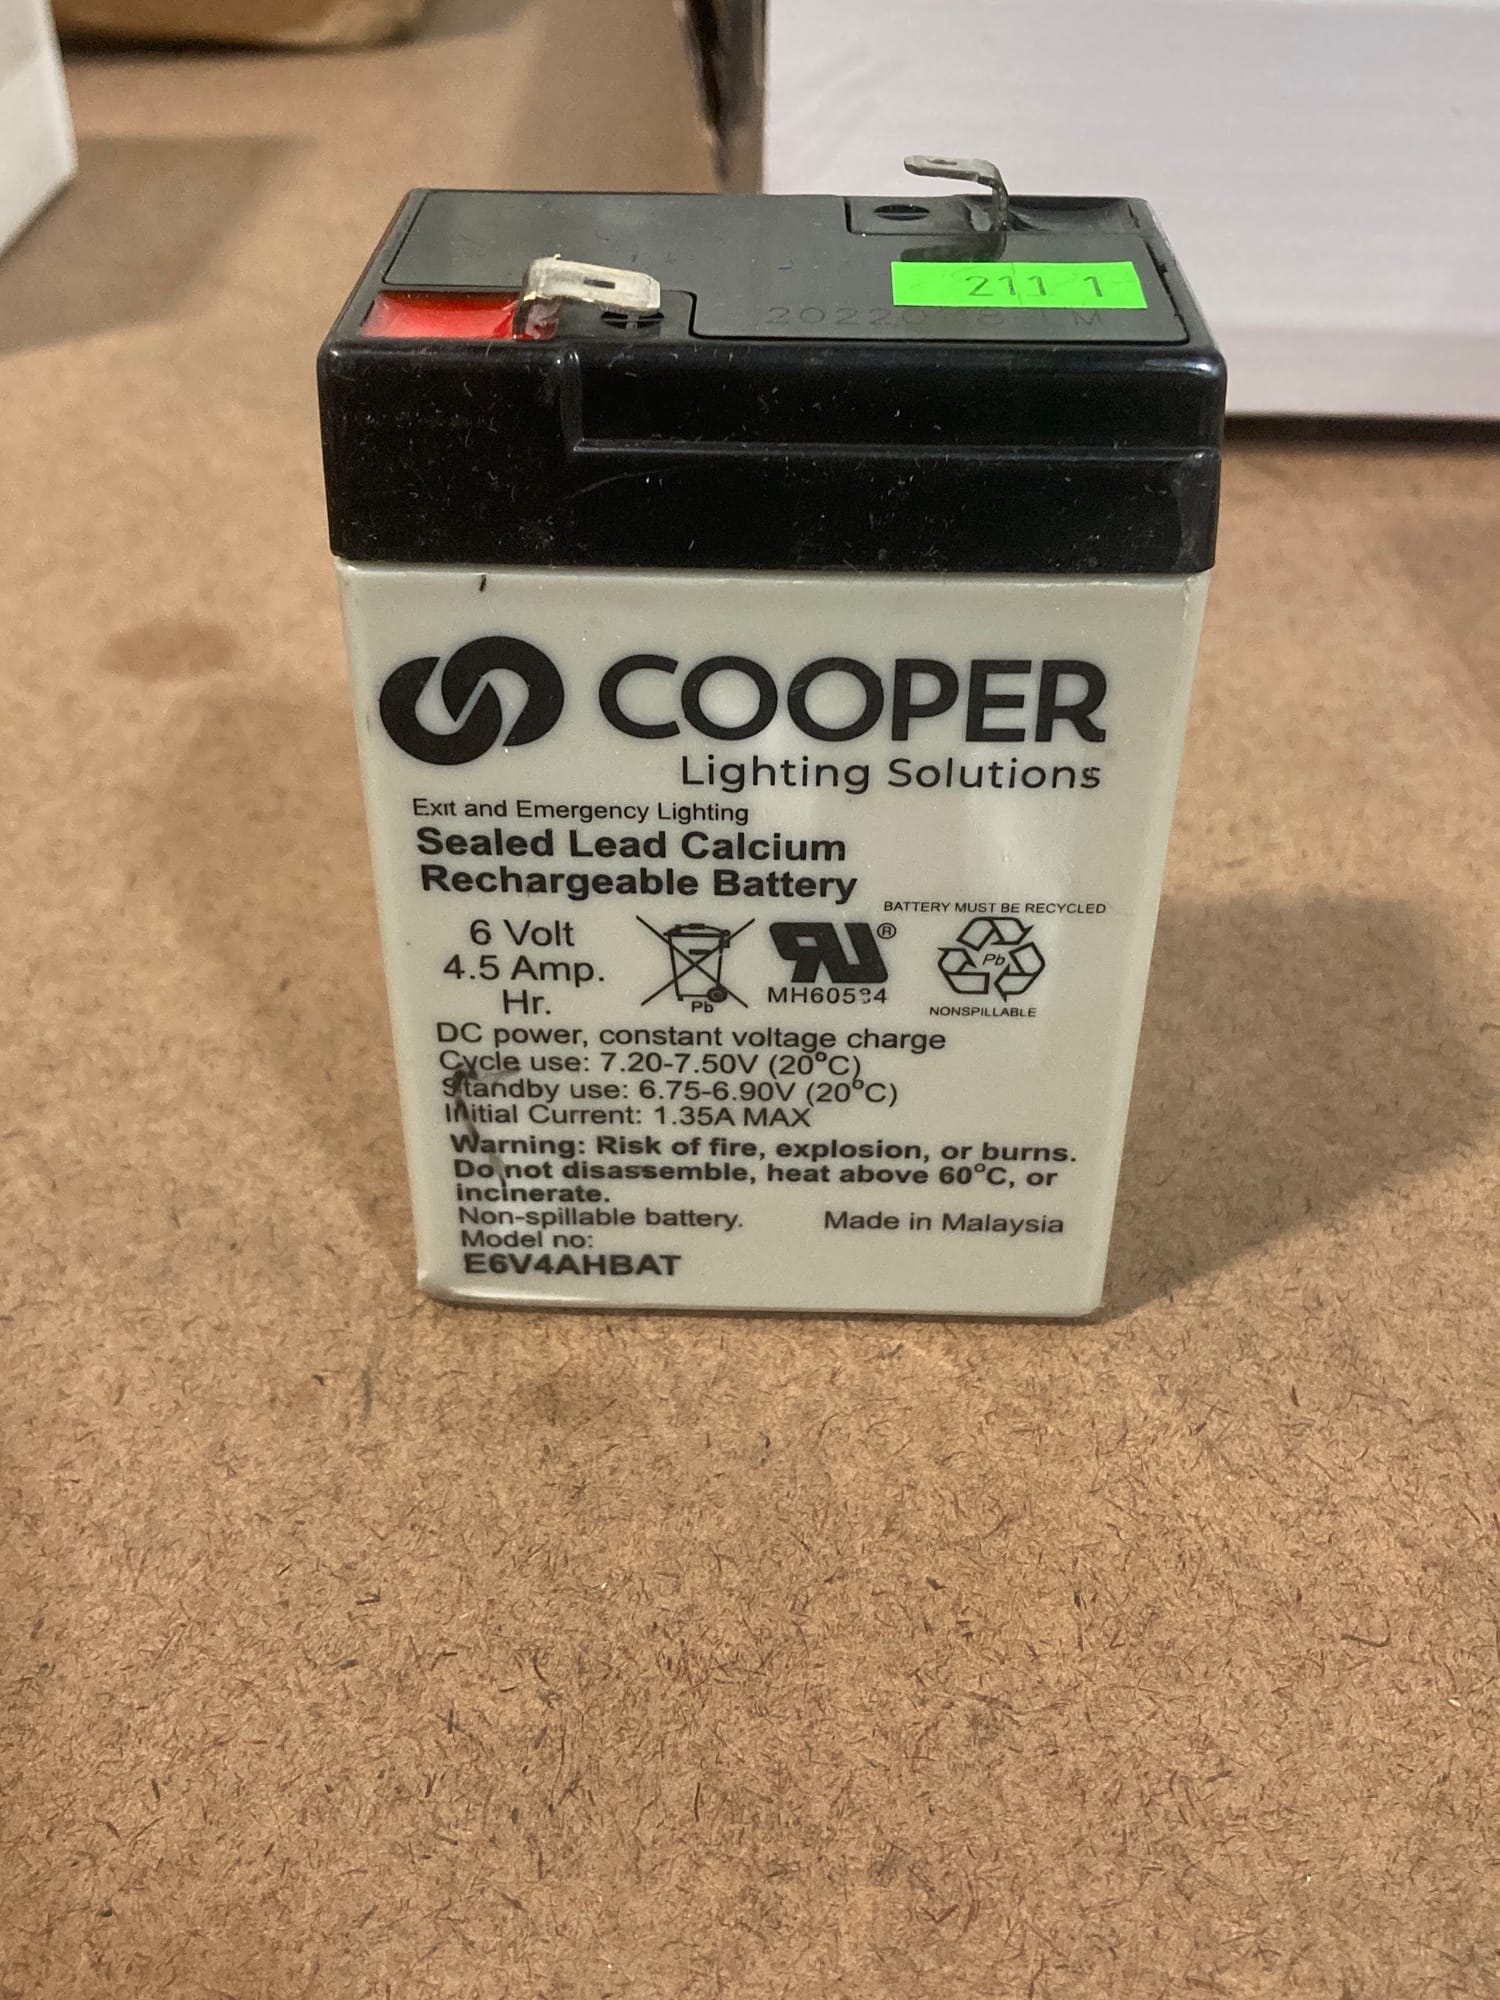 211 1
COOPER
Lighting Solutions
Exit and Emergency Lighting
Sealed Lead Calcium
Rechargeable Battery
BATTERY MUST BE RECYCLED
6 Volt
4.5 Amp.
Hr.
Pb
®
Pb
NONSPILLABLE
DC power, constant voltage charge
Cycle use: 7.20-7.50V (20°C)
Standby use: 6.75-6.90V (20°C)
Initial Current: 1.35A MAX
Warning: Risk of fire, explosion, or burns.
Do not disassemble, heat above 60°C, or
incinerate.
Non-spillable battery. Made in Malaysia
Model no:
E6V4AHBAT